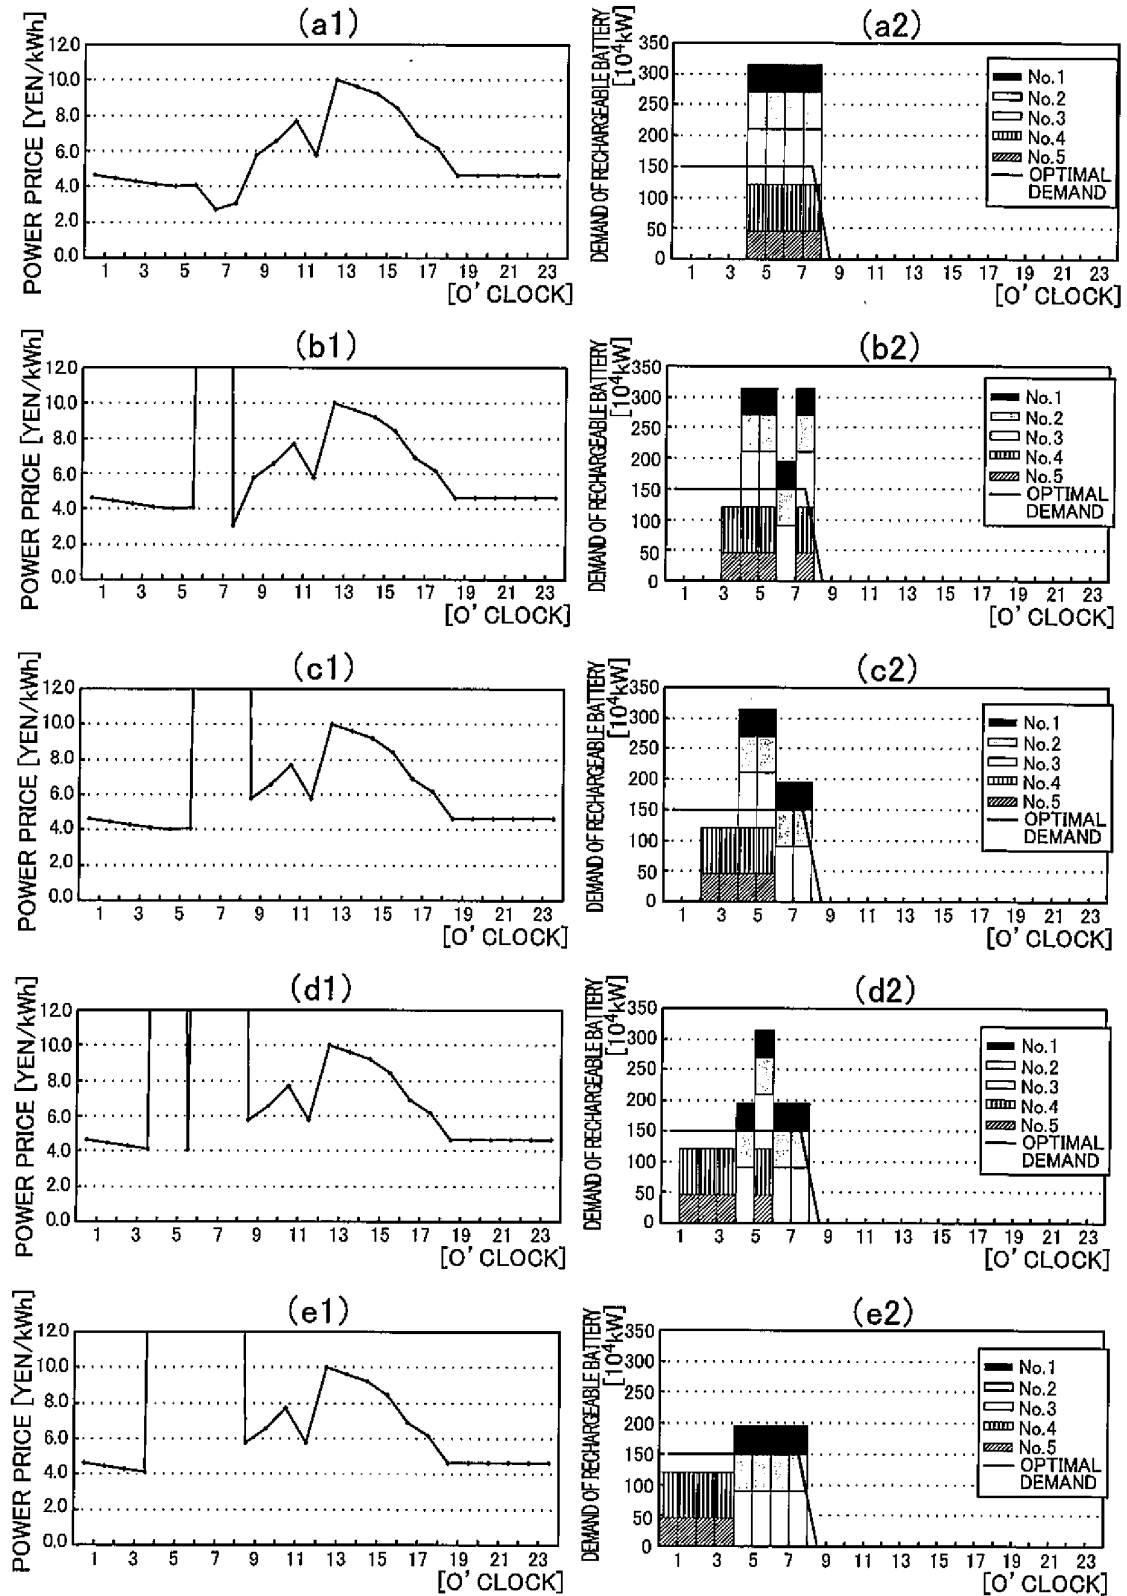 (a1)
POWER PRICE [YEN/kWh]
12.0
10.0
8.0
6.0
4.0
2.0
0.0
1 3 5 7 9 11 13 15 17 19 21 23
[O' CLOCK]
(a2)
DEMAND OF RECHARGEABLE BATTERY
[10⁴kW]
350
300
250
200
150
100
50
0
1 3 5 7 9 11 13 15 17 19 21 23
[O' CLOCK]
No.1
No.2
No.3
No.4
No.5
OPTIMAL
DEMAND
(b1)
POWER PRICE [YEN/kWh]
12.0
10.0
8.0
6.0
4.0
2.0
0.0
1 3 5 7 9 11 13 15 17 19 21 23
[O' CLOCK]
(b2)
DEMAND OF RECHARGEABLE BATTERY
[10⁴kW]
350
300
250
200
150
100
50
0
1 3 5 7 9 11 13 15 17 19 21 23
[O' CLOCK]
No.1
No.2
No.3
No.4
No.5
OPTIMAL
DEMAND
(c1)
POWER PRICE [YEN/kWh]
12.0
10.0
8.0
6.0
4.0
2.0
0.0
1 3 5 7 9 11 13 15 17 19 21 23
[O' CLOCK]
(c2)
DEMAND OF RECHARGEABLE BATTERY
[10⁴kW]
350
300
250
200
150
100
50
0
1 3 5 7 9 11 13 15 17 19 21 23
[O' CLOCK]
No.1
No.2
No.3
No.4
No.5
OPTIMAL
DEMAND
(d1)
POWER PRICE [YEN/kWh]
12.0
10.0
8.0
6.0
4.0
2.0
0.0
1 3 5 7 9 11 13 15 17 19 21 23
[O' CLOCK]
(d2)
DEMAND OF RECHARGEABLE BATTERY
[10⁴kW]
350
300
250
200
150
100
50
0
1 3 5 7 9 11 13 15 17 19 21 23
[O' CLOCK]
No.1
No.2
No.3
No.4
No.5
OPTIMAL
DEMAND
(e1)
POWER PRICE [YEN/kWh]
12.0
10.0
8.0
6.0
4.0
2.0
0.0
1 3 5 7 9 11 13 15 17 19 21 23
[O' CLOCK]
(e2)
DEMAND OF RECHARGEABLE BATTERY
[10⁴kW]
350
300
250
200
150
100
50
0
1 3 5 7 9 11 13 15 17 19 21 23
[O' CLOCK]
No.1
No.2
No.3
No.4
No.5
OPTIMAL
DEMAND